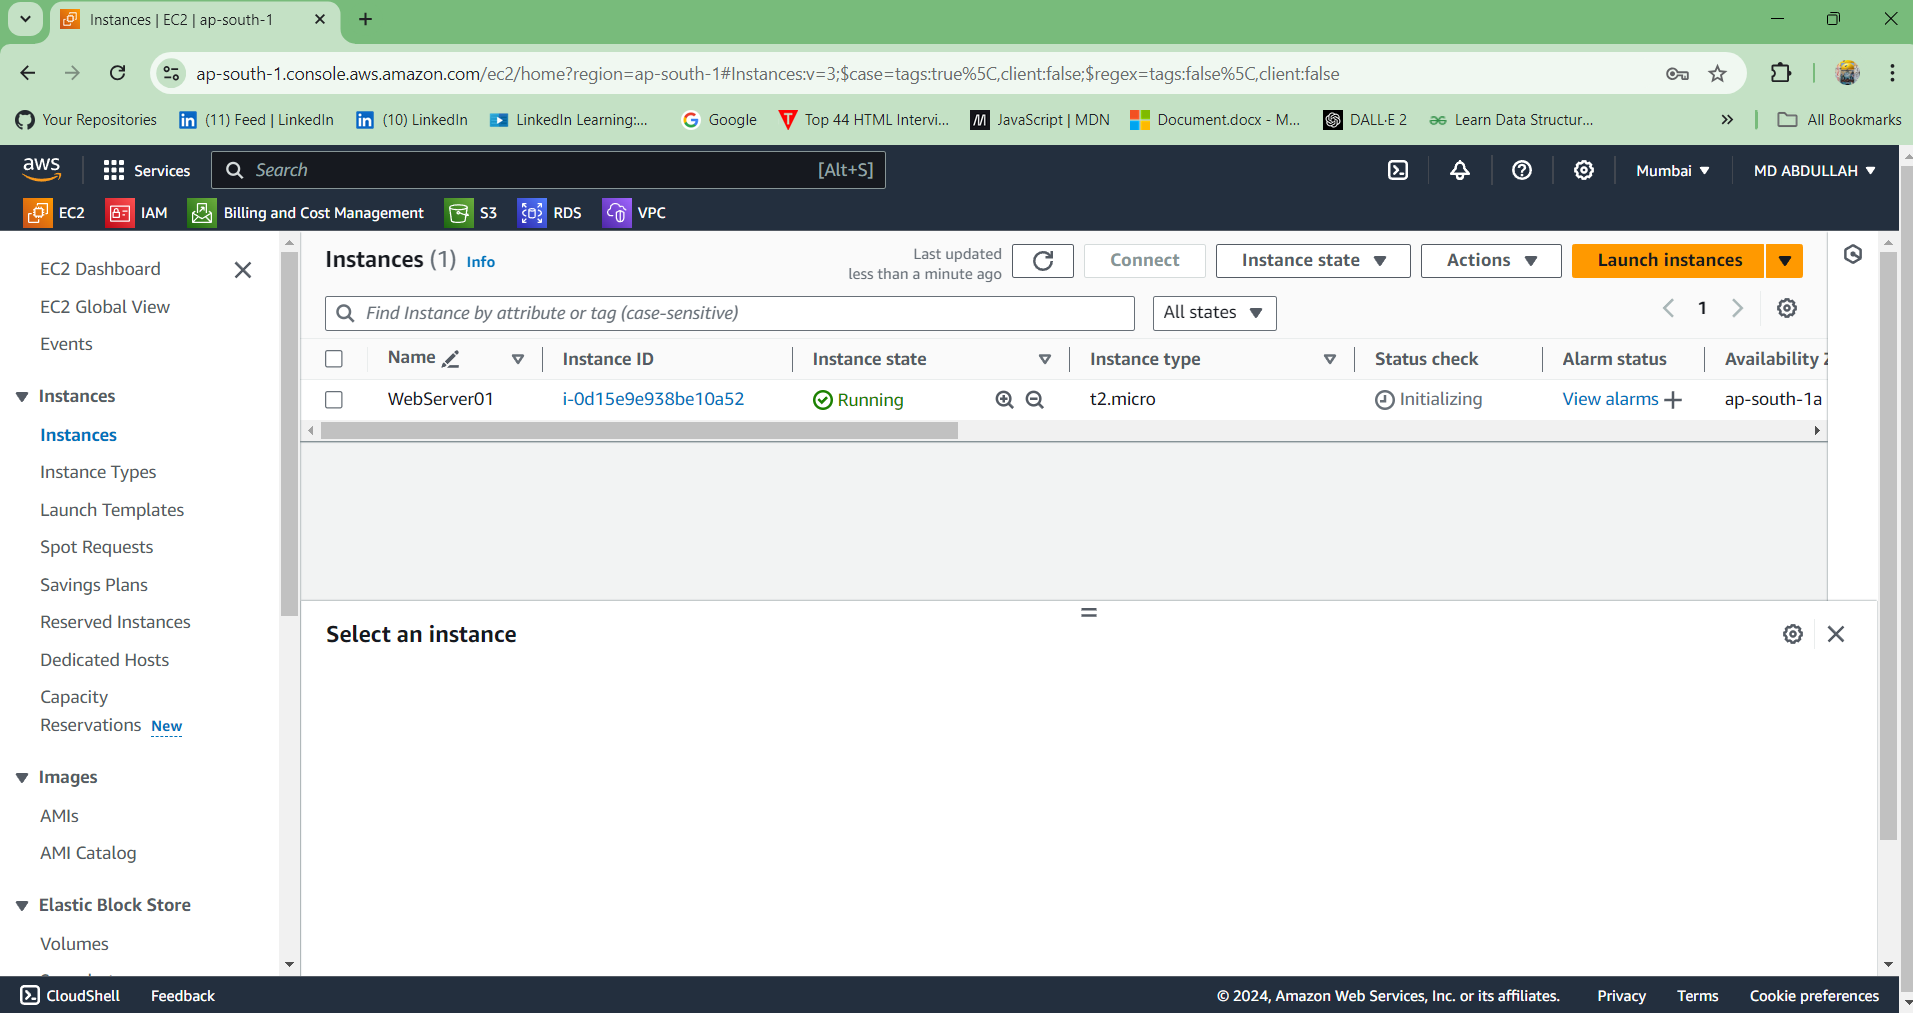 Instances | EC2 | ap-south-1
ap-south-1.console.aws.amazon.com/ec2/home?region=ap-south-1#Instances:v=3;$case=tags:true%5C,client:false;$regex=tags:false%5C,client:false
Your Repositories (11) Feed | LinkedIn (10) LinkedIn LinkedIn Learning:... Google Top 44 HTML Intervi... JavaScript | MDN Document.docx - M... DALL·E 2 Learn Data Structur... » All Bookmarks
aws Services Search [Alt+S] Mumbai MD ABDULLAH
EC2 IAM Billing and Cost Management S3 RDS VPC
EC2 Dashboard
EC2 Global View
Events
Instances
Instances
Instance Types
Launch Templates
Spot Requests
Savings Plans
Reserved Instances
Dedicated Hosts
Capacity
Reservations New
Images
AMIs
AMI Catalog
Elastic Block Store
Volumes
Instances (1) Info
Last updated
less than a minute ago
Connect Instance state Actions Launch instances
Find Instance by attribute or tag (case-sensitive) All states 1
Name Instance ID Instance state Instance type Status check Alarm status Availability Z
WebServer01 i-0d15e9e938be10a52 Running t2.micro Initializing View alarms + ap-south-1a
Select an instance
CloudShell Feedback © 2024, Amazon Web Services, Inc. or its affiliates. Privacy Terms Cookie preferences